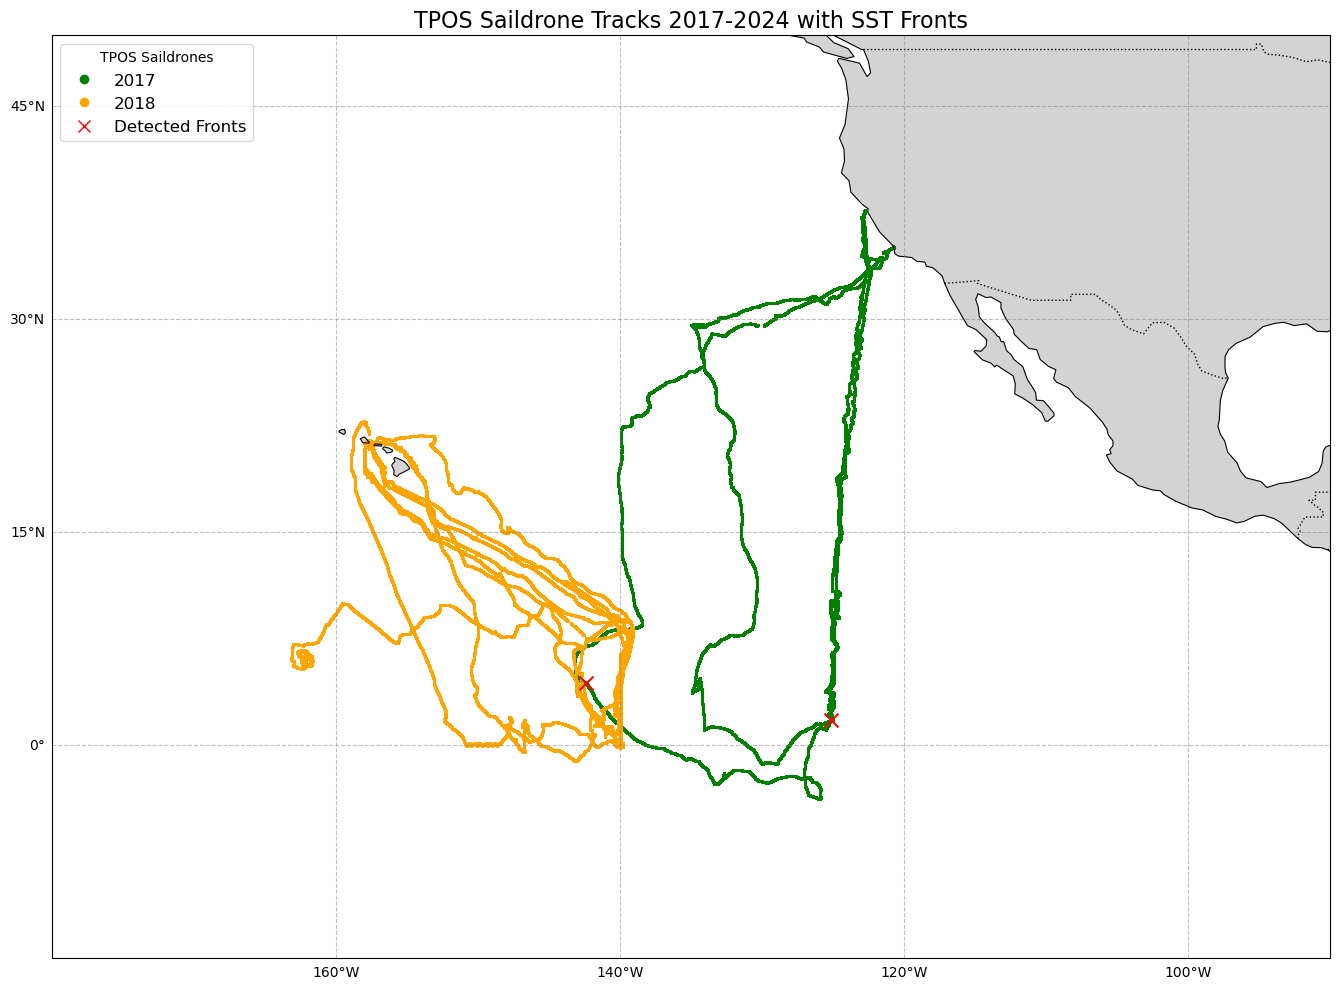 TPOS Saildrone Tracks 2017-2024 with SST Fronts
TPOS Saildrones
2017
2018
Detected Fronts
45°N
30°N
15°N
0°
160°W
140°W
120°W
100°W